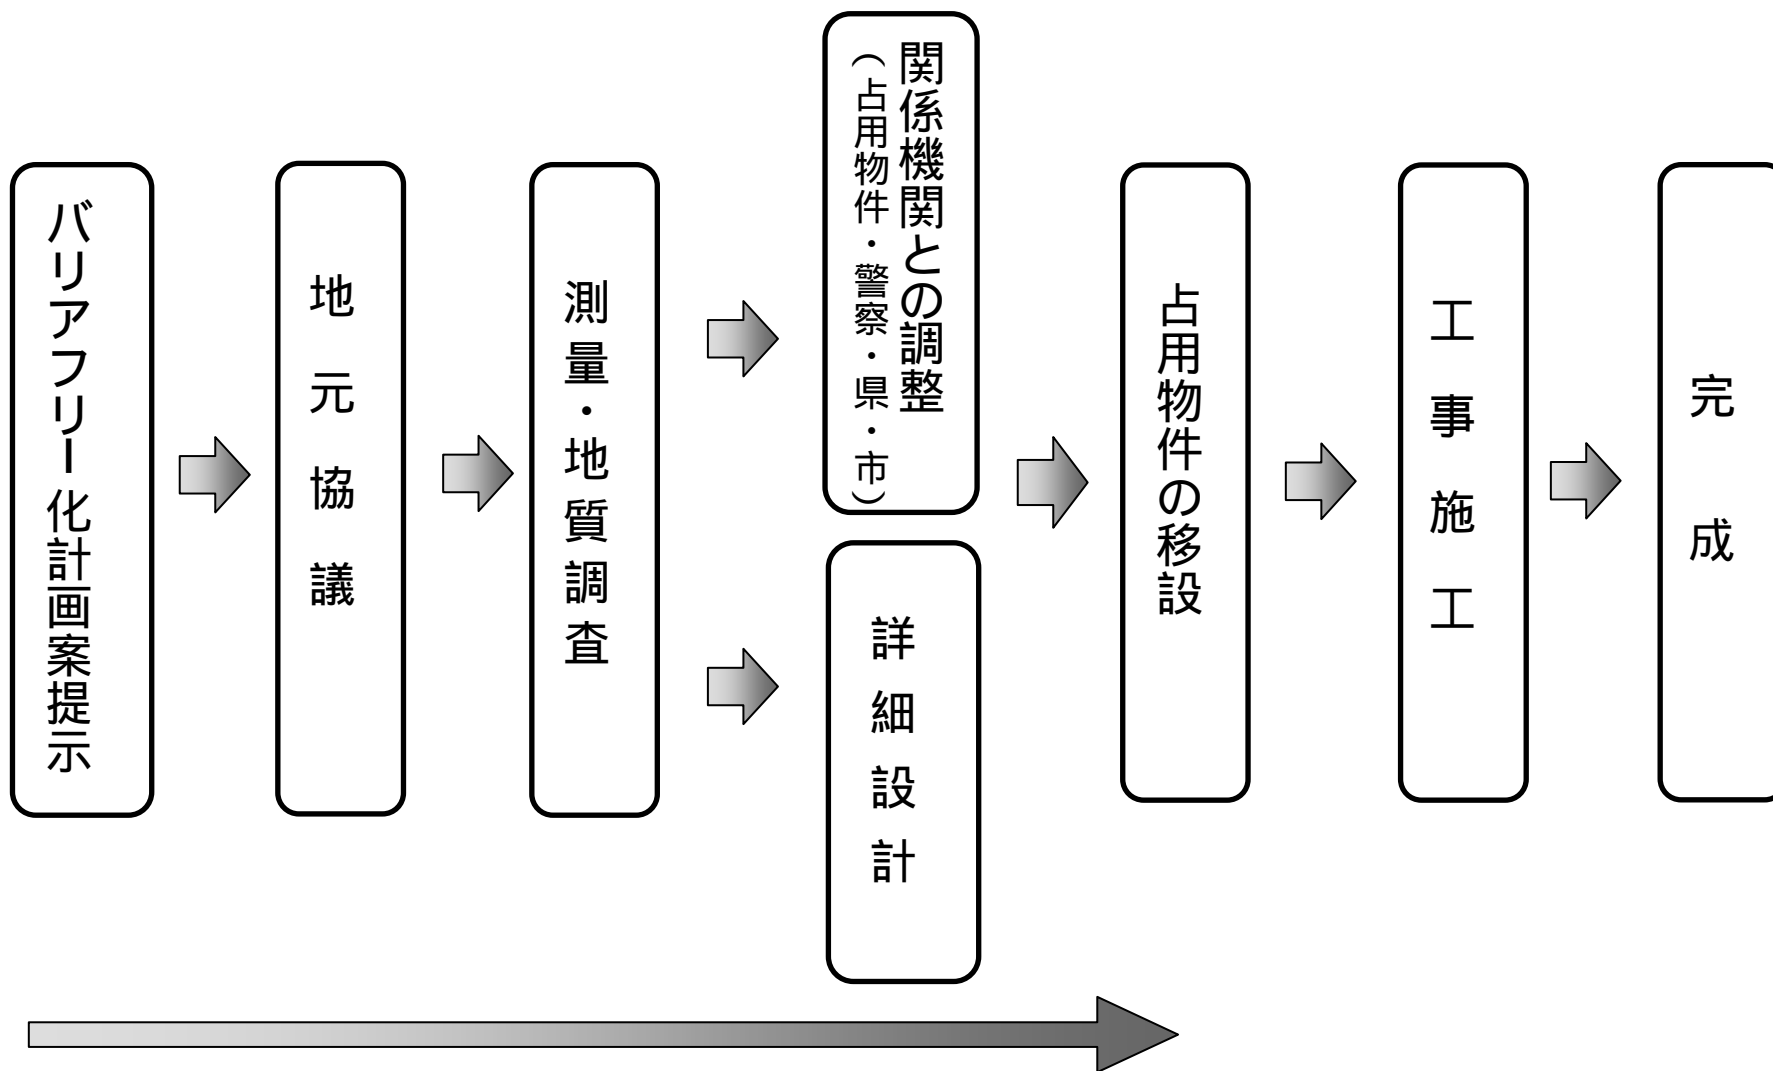 バリアフリー化計画案提示
地元協議
測量・地質調査
関係機関との調整
（占用物件・警察・県・市）
詳細設計
占用物件の移設
工事施工
完成